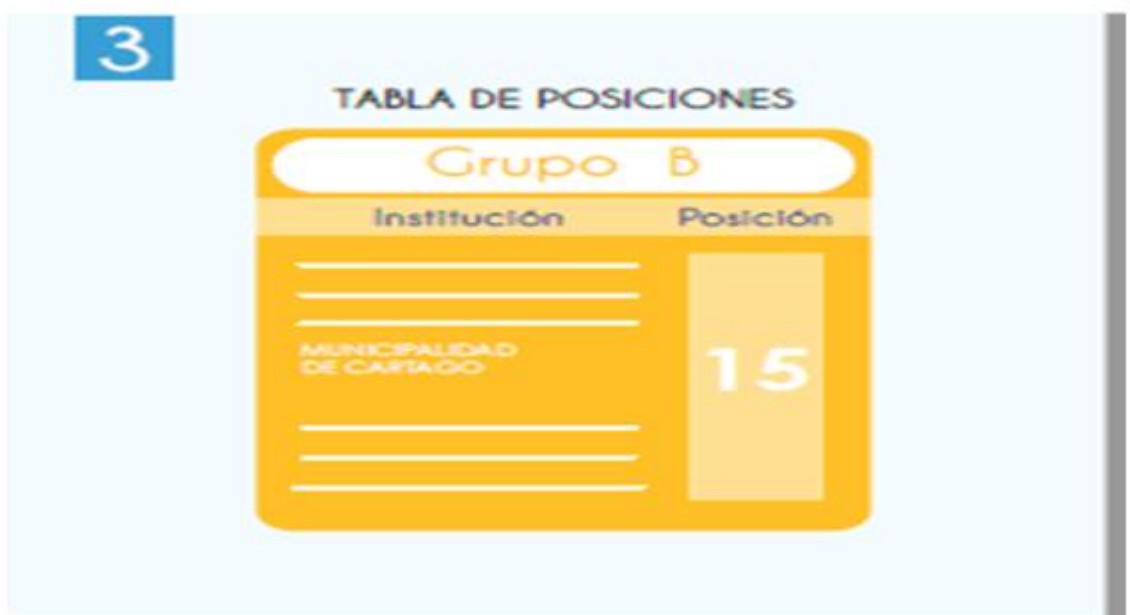 3
TABLA DE POSICIONES
Grupo B
Institución Posición
MUNICIPALIDAD
DE CARTAGO
15